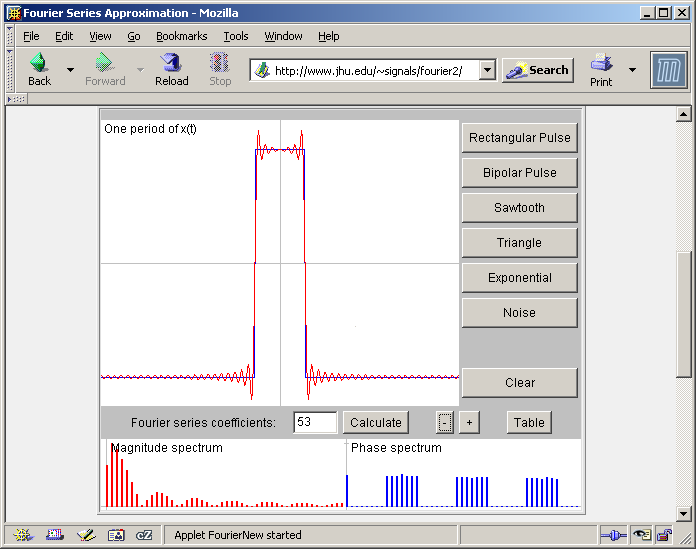 Fourier Series Approximation - Mozilla
File Edit View Go Bookmarks Tools Window Help
Back Forward Reload Stop http://www.jhu.edu/~signals/fourier2/ Search Print m
One period of x(t)
Rectangular Pulse
Bipolar Pulse
Sawtooth
Triangle
Exponential
Noise
Clear
Fourier series coefficients: 53 Calculate - + Table
Magnitude spectrum Phase spectrum
cZ Applet FourierNew started